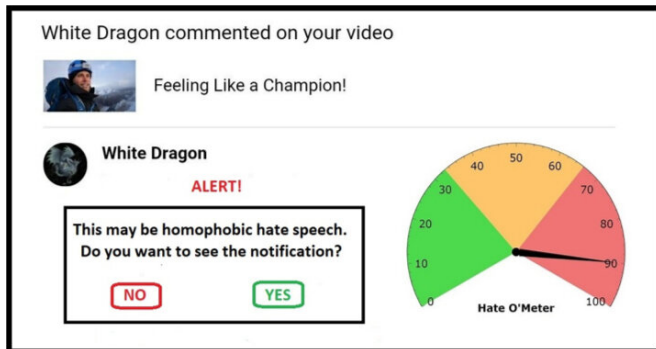 White Dragon commented on your video
Feeling Like a Champion!
White Dragon
ALERT!
This may be homophobic hate speech.
Do you want to see the notification?
NO
YES
0
10
20
30
40
50
60
70
80
90
100
Hate O'Meter